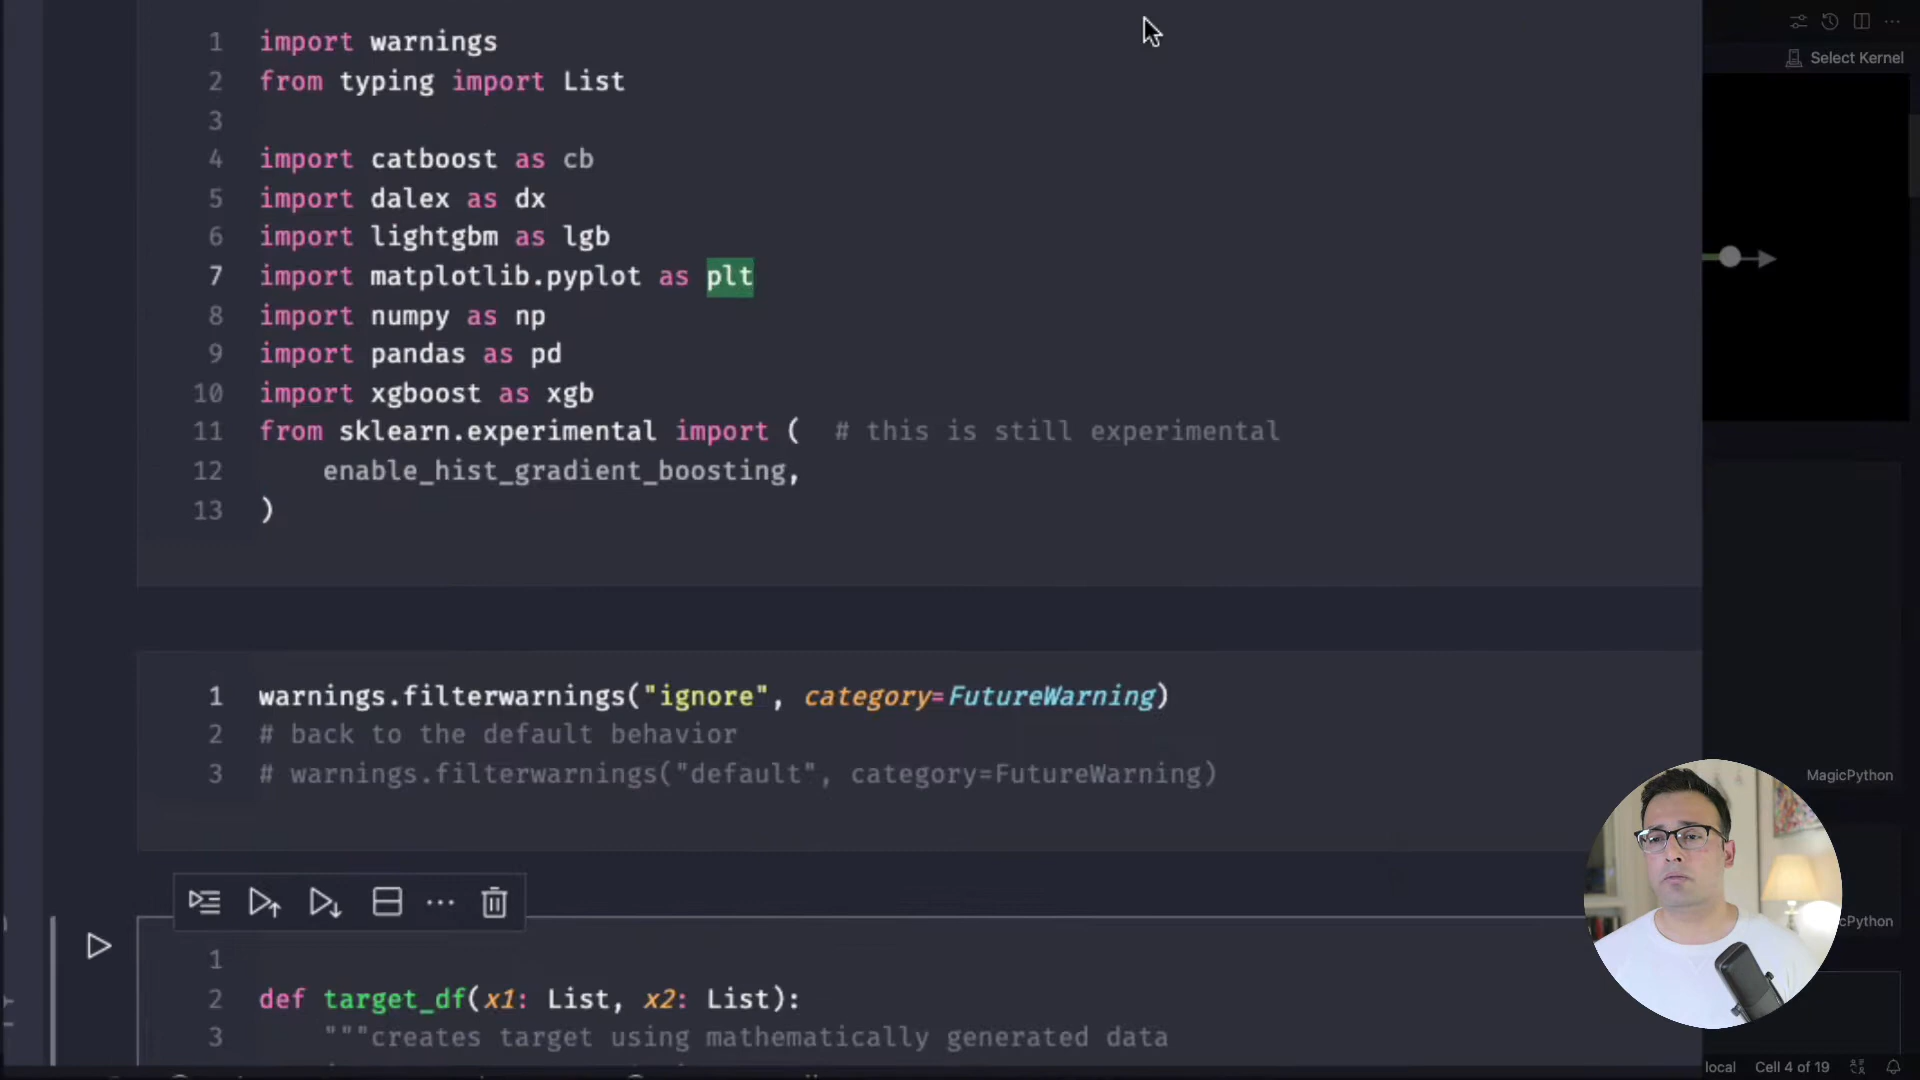 Select Kernel
1 import warnings
2 from typing import List
3
4 import catboost as cb
5 import dalex as dx
6 import lightgbm as lgb
7 import matplotlib.pyplot as plt
8 import numpy as np
9 import pandas as pd
10 import xgboost as xgb
11 from sklearn.experimental import (  # this is still experimental
12     enable_hist_gradient_boosting,
13 )
1 warnings.filterwarnings("ignore", category=FutureWarning)
2 # back to the default behavior
3 # warnings.filterwarnings("default", category=FutureWarning)
MagicPython
cPython
1
2 def target_df(x1: List, x2: List):
3     """creates target using mathematically generated data
local Cell 4 of 19